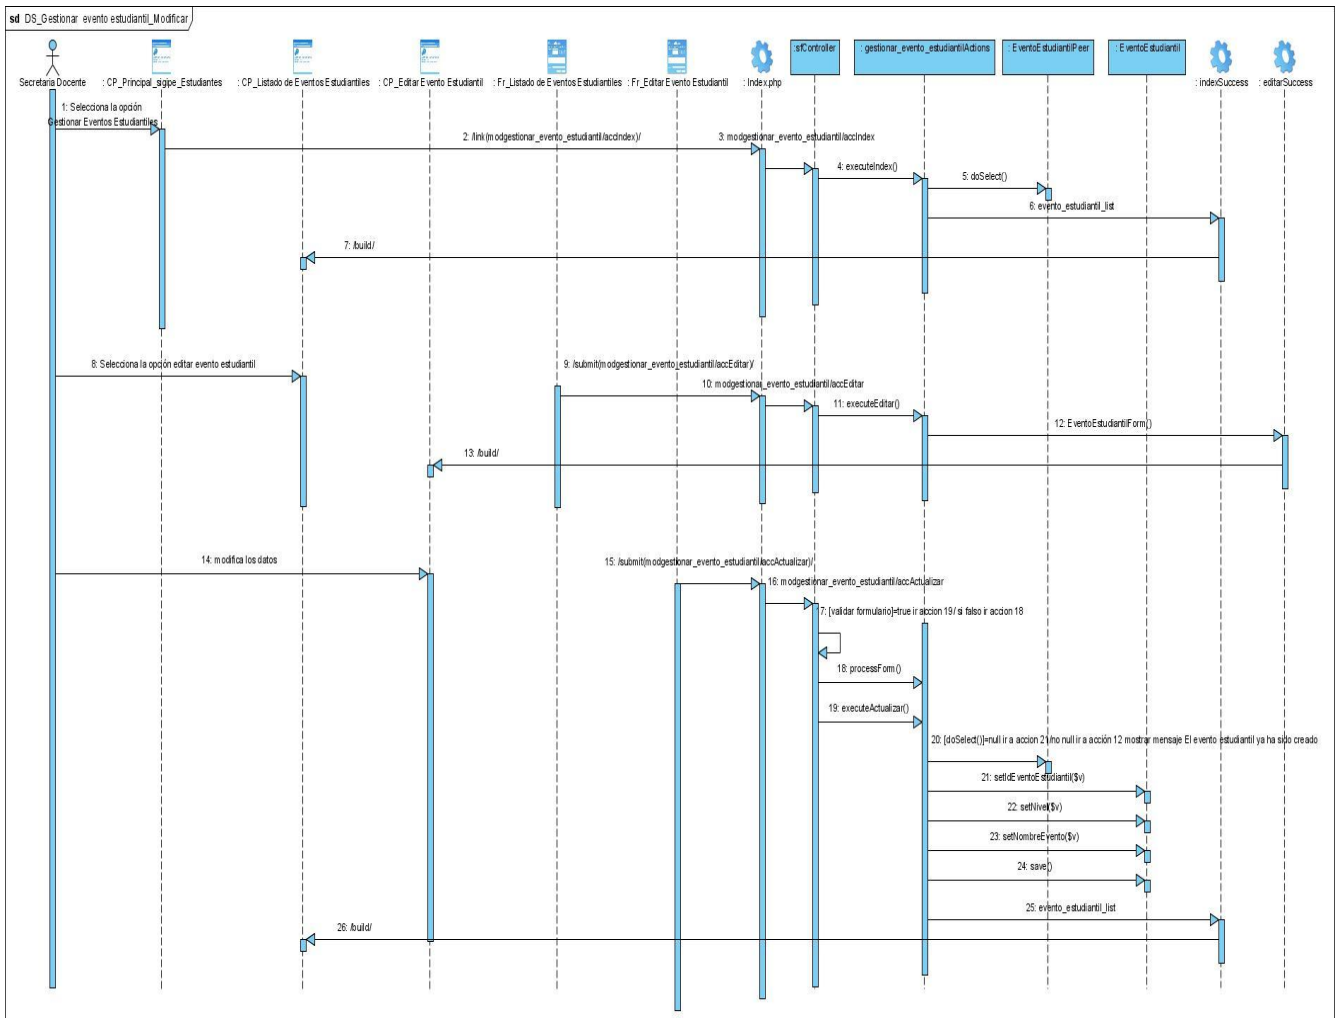 sd DS_Gestionar evento estudiantil_Modificar
Secretaria Docente
: CP_Principal_sigipe_Estudiantes
: CP_Listado de Eventos Estudiantiles
: CP_Editar Evento Estudiantil
: Fr_Listado de Eventos Estudiantiles
: Fr_Editar Evento Estudiantil
: Index.php
:sfController
: gestionar_evento_estudiantilActions
: EventoEstudiantilPeer
: EventoEstudiantil
: indexSuccess
: editarSuccess
1: Selecciona la opción
Gestionar Eventos Estudiantiles
2: /link(modgestionar_evento_estudiantil/accIndex)/
3: modgestionar_evento_estudiantil/accIndex
4: executeIndex()
5: doSelect()
6: evento_estudiantil_list
7: /build/
8: Selecciona la opción editar evento estudiantil
9: /submit(modgestionar_evento_estudiantil/accEditar)/
10: modgestionar_evento_estudiantil/accEditar
11: executeEditar()
12: EventoEstudiantilForm()
13: /build/
14: modifica los datos
15: /submit(modgestionar_evento_estudiantil/accActualizar)/
16: modgestionar_evento_estudiantil/accActualizar
17: [validar formulario]=true ir accion 19/ si falso ir accion 18
18: processForm()
19: executeActualizar()
20: [doSelect()]=null ir a accion 21/no null ir a acción 12 mostrar mensaje El evento estudiantil ya ha sido creado
21: setIdEventoEstudiantil($v)
22: setNivel($v)
23: setNombreEvento($v)
24: save()
25: evento_estudiantil_list
26: /build/